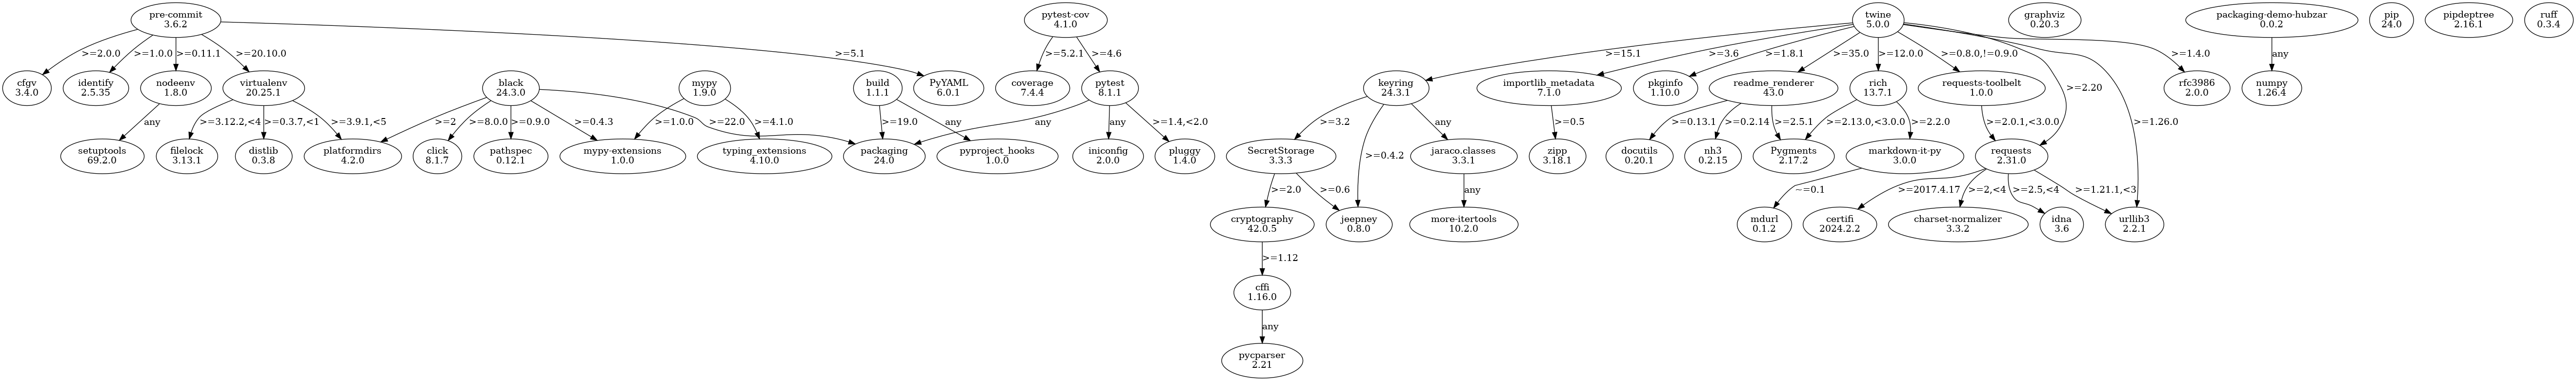 pre-commit
3.6.2
pytest-cov
4.1.0
twine
5.0.0
graphviz
0.20.3
packaging-demo-hubzar
0.0.2
pip
24.0
pipdeptree
2.16.1
ruff
0.3.4
>=2.0.0
>=1.0.0
>=0.11.1
>=20.10.0
>=5.1
>=5.2.1
>=4.6
>=15.1
>=3.6
>=1.8.1
>=35.0
>=12.0.0
>=0.8.0,!=0.9.0
>=2.20
>=1.26.0
>=1.4.0
any
cfgv
3.4.0
identify
2.5.35
nodeenv
1.8.0
virtualenv
20.25.1
black
24.3.0
mypy
1.9.0
build
1.1.1
PyYAML
6.0.1
coverage
7.4.4
pytest
8.1.1
keyring
24.3.1
importlib_metadata
7.1.0
pkginfo
1.10.0
readme_renderer
43.0
rich
13.7.1
requests-toolbelt
1.0.0
rfc3986
2.0.0
numpy
1.26.4
any
>=3.12.2,<4
>=0.3.7,<1
>=3.9.1,<5
>=2
>=8.0.0
>=0.9.0
>=0.4.3
>=22.0
>=1.0.0
>=4.1.0
>=19.0
any
any
any
>=1.4,<2.0
>=3.2
>=0.4.2
any
>=0.5
>=0.13.1
>=0.2.14
>=2.5.1
>=2.13.0,<3.0.0
>=2.2.0
>=2.0.1,<3.0.0
setuptools
69.2.0
filelock
3.13.1
distlib
0.3.8
platformdirs
4.2.0
click
8.1.7
pathspec
0.12.1
mypy-extensions
1.0.0
typing_extensions
4.10.0
packaging
24.0
pyproject_hooks
1.0.0
iniconfig
2.0.0
pluggy
1.4.0
SecretStorage
3.3.3
jaraco.classes
3.3.1
zipp
3.18.1
docutils
0.20.1
nh3
0.2.15
Pygments
2.17.2
markdown-it-py
3.0.0
requests
2.31.0
>=2.0
>=0.6
any
~=0.1
>=2017.4.17
>=2,<4
>=2.5,<4
>=1.21.1,<3
cryptography
42.0.5
jeepney
0.8.0
more-itertools
10.2.0
mdurl
0.1.2
certifi
2024.2.2
charset-normalizer
3.3.2
idna
3.6
urllib3
2.2.1
>=1.12
cffi
1.16.0
any
pycparser
2.21